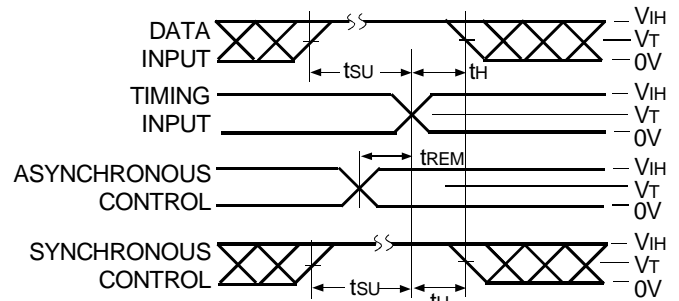 DATA INPUT
VIH
VT
0V
tSU
tH
TIMING INPUT
VIH
VT
0V
tREM
ASYNCHRONOUS CONTROL
VIH
VT
0V
SYNCHRONOUS CONTROL
VIH
VT
0V
tSU
tH